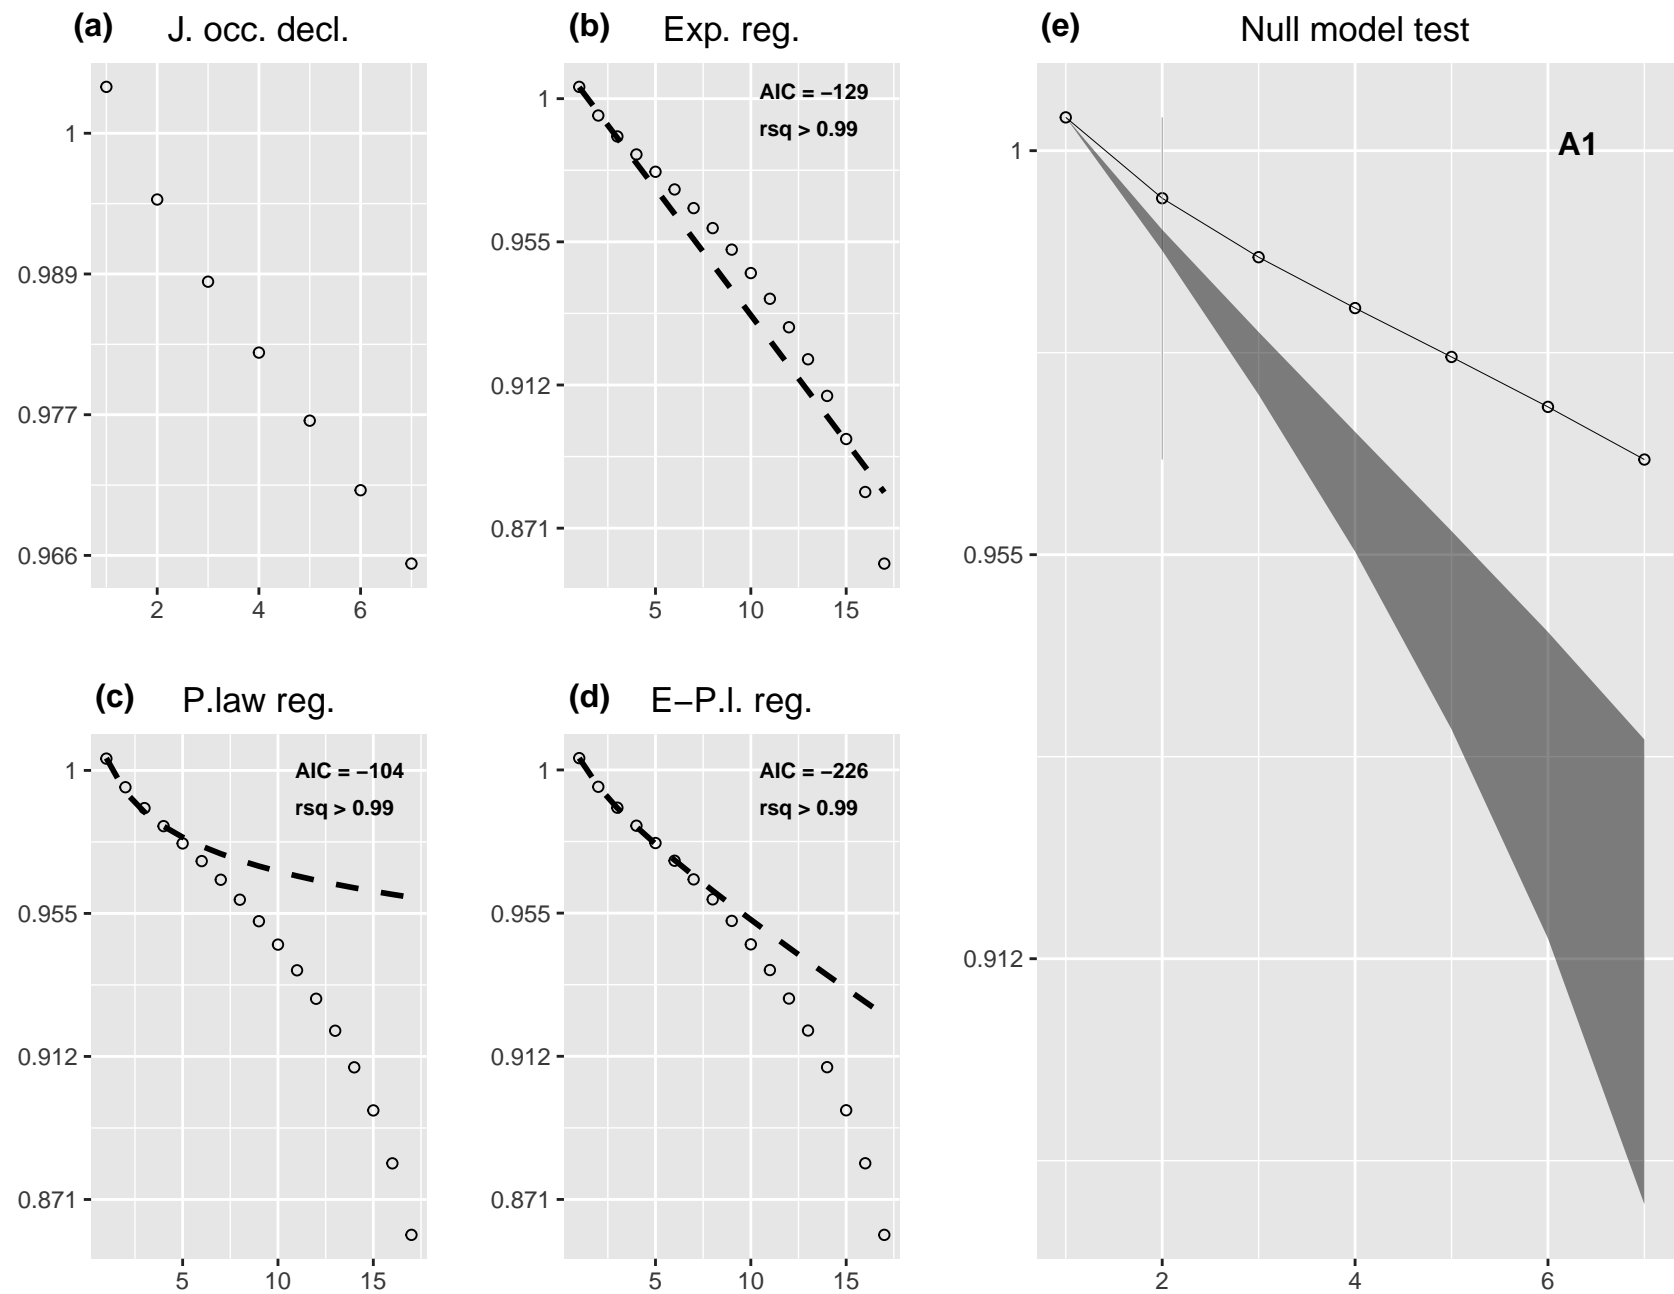 (a) J. occ. decl.
1
0.989
0.977
0.966
2 4 6
(b) Exp. reg.
AIC = −129
rsq > 0.99
1
0.955
0.912
0.871
5 10 15
(c) P.law reg.
AIC = −104
rsq > 0.99
1
0.955
0.912
0.871
5 10 15
(d) E−P.l. reg.
AIC = −226
rsq > 0.99
1
0.955
0.912
0.871
5 10 15
(e) Null model test
A1
1
0.955
0.912
2 4 6